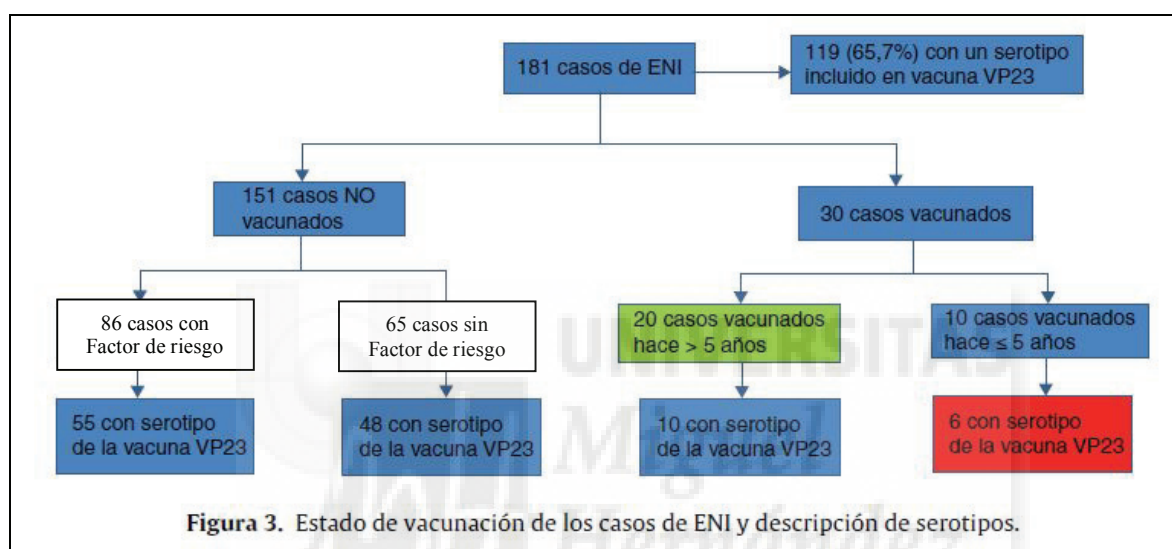 181 casos de ENI
119 (65,7%) con un serotipo
incluido en vacuna VP23
151 casos NO
vacunados
30 casos vacunados
86 casos con
Factor de riesgo
65 casos sin
Factor de riesgo
20 casos vacunados
hace > 5 años
10 casos vacunados
hace ≤ 5 años
55 con serotipo
de la vacuna VP23
48 con serotipo
de la vacuna VP23
10 con serotipo
de la vacuna VP23
6 con serotipo
de la vacuna VP23
UNIVERSITAS
Miguel
Hernández
Figura 3. Estado de vacunación de los casos de ENI y descripción de serotipos.